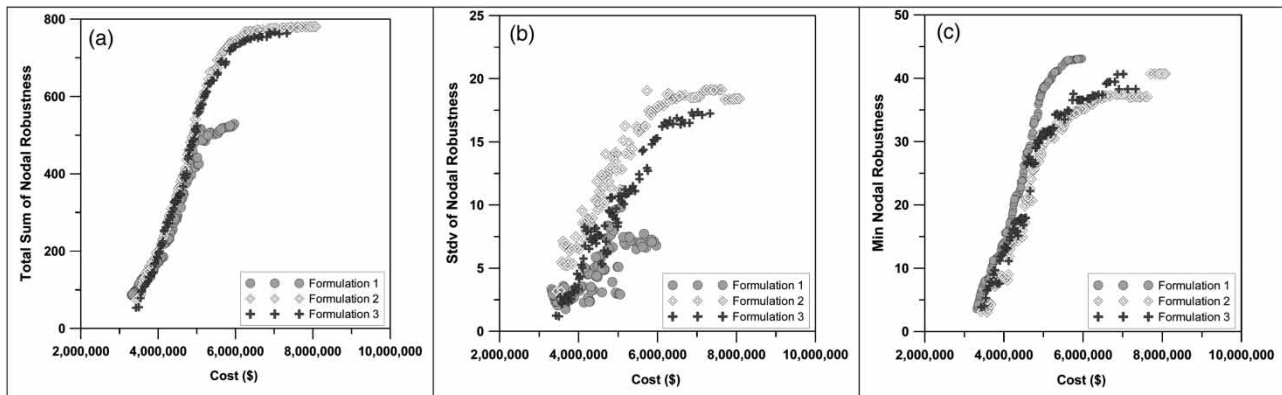 (a)
Total Sum of Nodal Robustness
800
600
400
200
0
2,000,000 4,000,000 6,000,000 8,000,000 10,000,000
Cost ($)
Formulation 1
Formulation 2
Formulation 3
(b)
Stdv of Nodal Robustness
25
20
15
10
5
0
2,000,000 4,000,000 6,000,000 8,000,000 10,000,000
Cost ($)
Formulation 1
Formulation 2
Formulation 3
(c)
Min Nodal Robustness
50
40
30
20
10
0
2,000,000 4,000,000 6,000,000 8,000,000 10,000,000
Cost ($)
Formulation 1
Formulation 2
Formulation 3